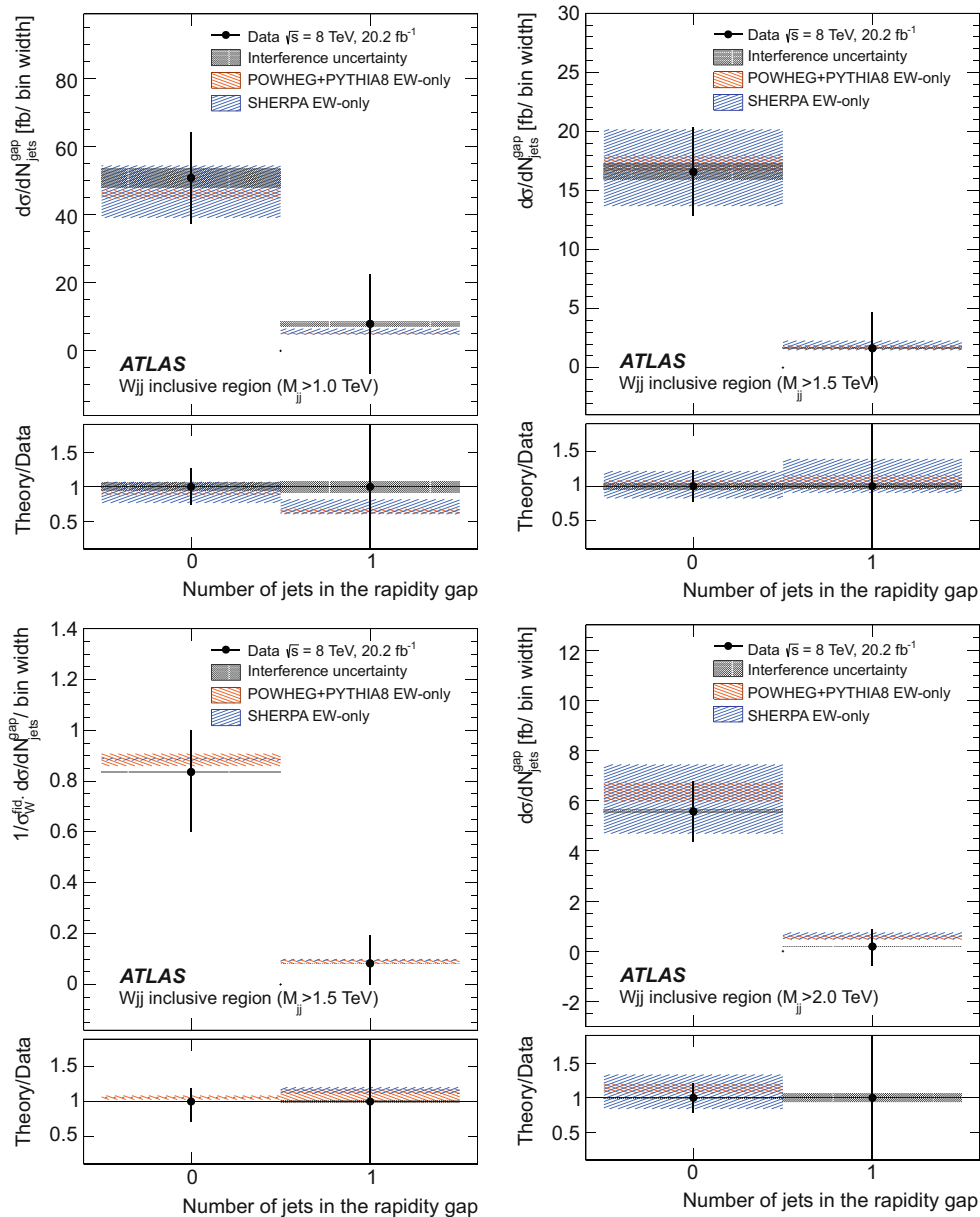 dσ/dN^gap_jets [fb/ bin width]
Data √s = 8 TeV, 20.2 fb⁻¹
Interference uncertainty
POWHEG+PYTHIA8 EW-only
SHERPA EW-only
80
60
40
20
0
ATLAS
Wjj inclusive region (M_jj>1.0 TeV)
Theory/Data
1.5
1
0.5
0 1
Number of jets in the rapidity gap
dσ/dN^gap_jets [fb/ bin width]
Data √s = 8 TeV, 20.2 fb⁻¹
Interference uncertainty
POWHEG+PYTHIA8 EW-only
SHERPA EW-only
30
25
20
15
10
5
0
ATLAS
Wjj inclusive region (M_jj>1.5 TeV)
Theory/Data
1.5
1
0.5
0 1
Number of jets in the rapidity gap
1/σ^fid._W dσ/dN^gap_jets/ bin width
Data √s = 8 TeV, 20.2 fb⁻¹
Interference uncertainty
POWHEG+PYTHIA8 EW-only
SHERPA EW-only
1.4
1.2
1
0.8
0.6
0.4
0.2
0
ATLAS
Wjj inclusive region (M_jj>1.5 TeV)
Theory/Data
1.5
1
0.5
0 1
Number of jets in the rapidity gap
dσ/dN^gap_jets [fb/ bin width]
Data √s = 8 TeV, 20.2 fb⁻¹
Interference uncertainty
POWHEG+PYTHIA8 EW-only
SHERPA EW-only
12
10
8
6
4
2
0
-2
ATLAS
Wjj inclusive region (M_jj>2.0 TeV)
Theory/Data
1.5
1
0.5
0 1
Number of jets in the rapidity gap